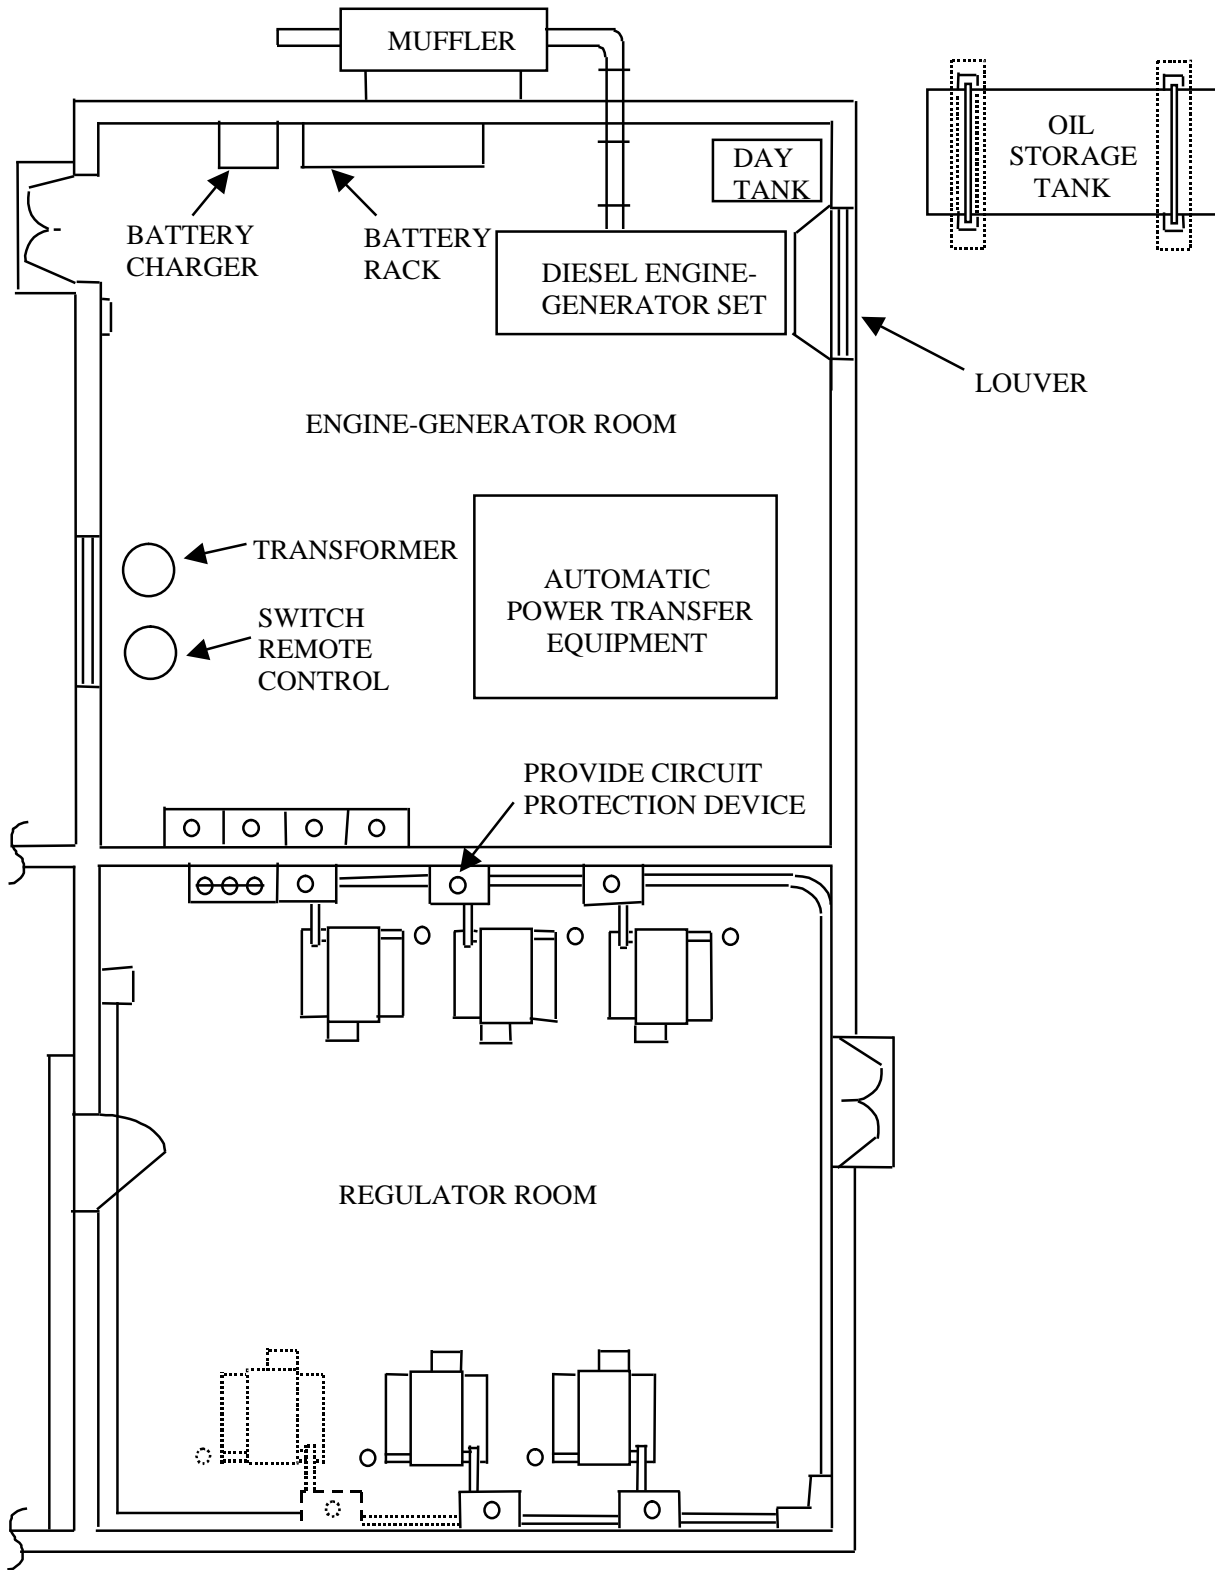 MUFFLER
OIL
STORAGE
TANK
DAY
TANK
BATTERY
CHARGER
BATTERY
RACK
DIESEL ENGINE-
GENERATOR SET
LOUVER
ENGINE-GENERATOR ROOM
TRANSFORMER
SWITCH
REMOTE
CONTROL
AUTOMATIC
POWER TRANSFER
EQUIPMENT
PROVIDE CIRCUIT
PROTECTION DEVICE
REGULATOR ROOM